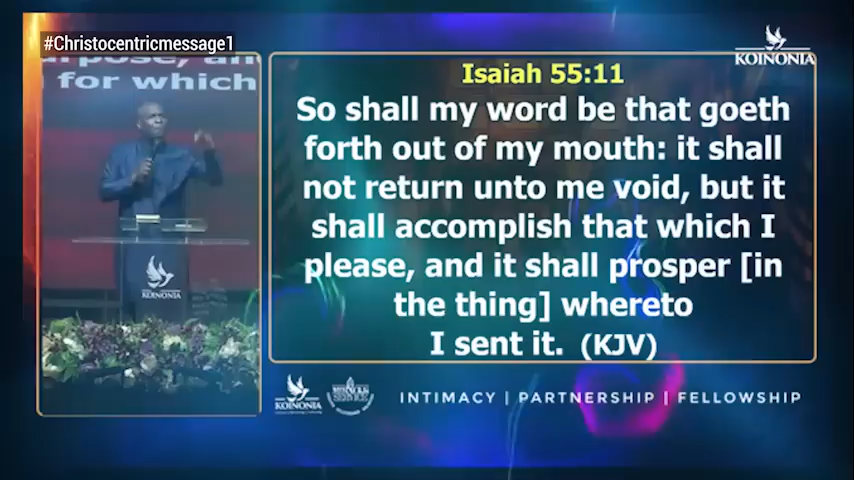 #Christocentricmessage1
for which
KOINONIA
Isaiah 55:11
So shall my word be that goeth
forth out of my mouth: it shall
not return unto me void, but it
shall accomplish that which I
please, and it shall prosper [in
the thing] whereto
I sent it. (KJV)
KOINONIA
KOINONIA
MIRACLE
SERVICE
INTIMACY | PARTNERSHIP | FELLOWSHIP